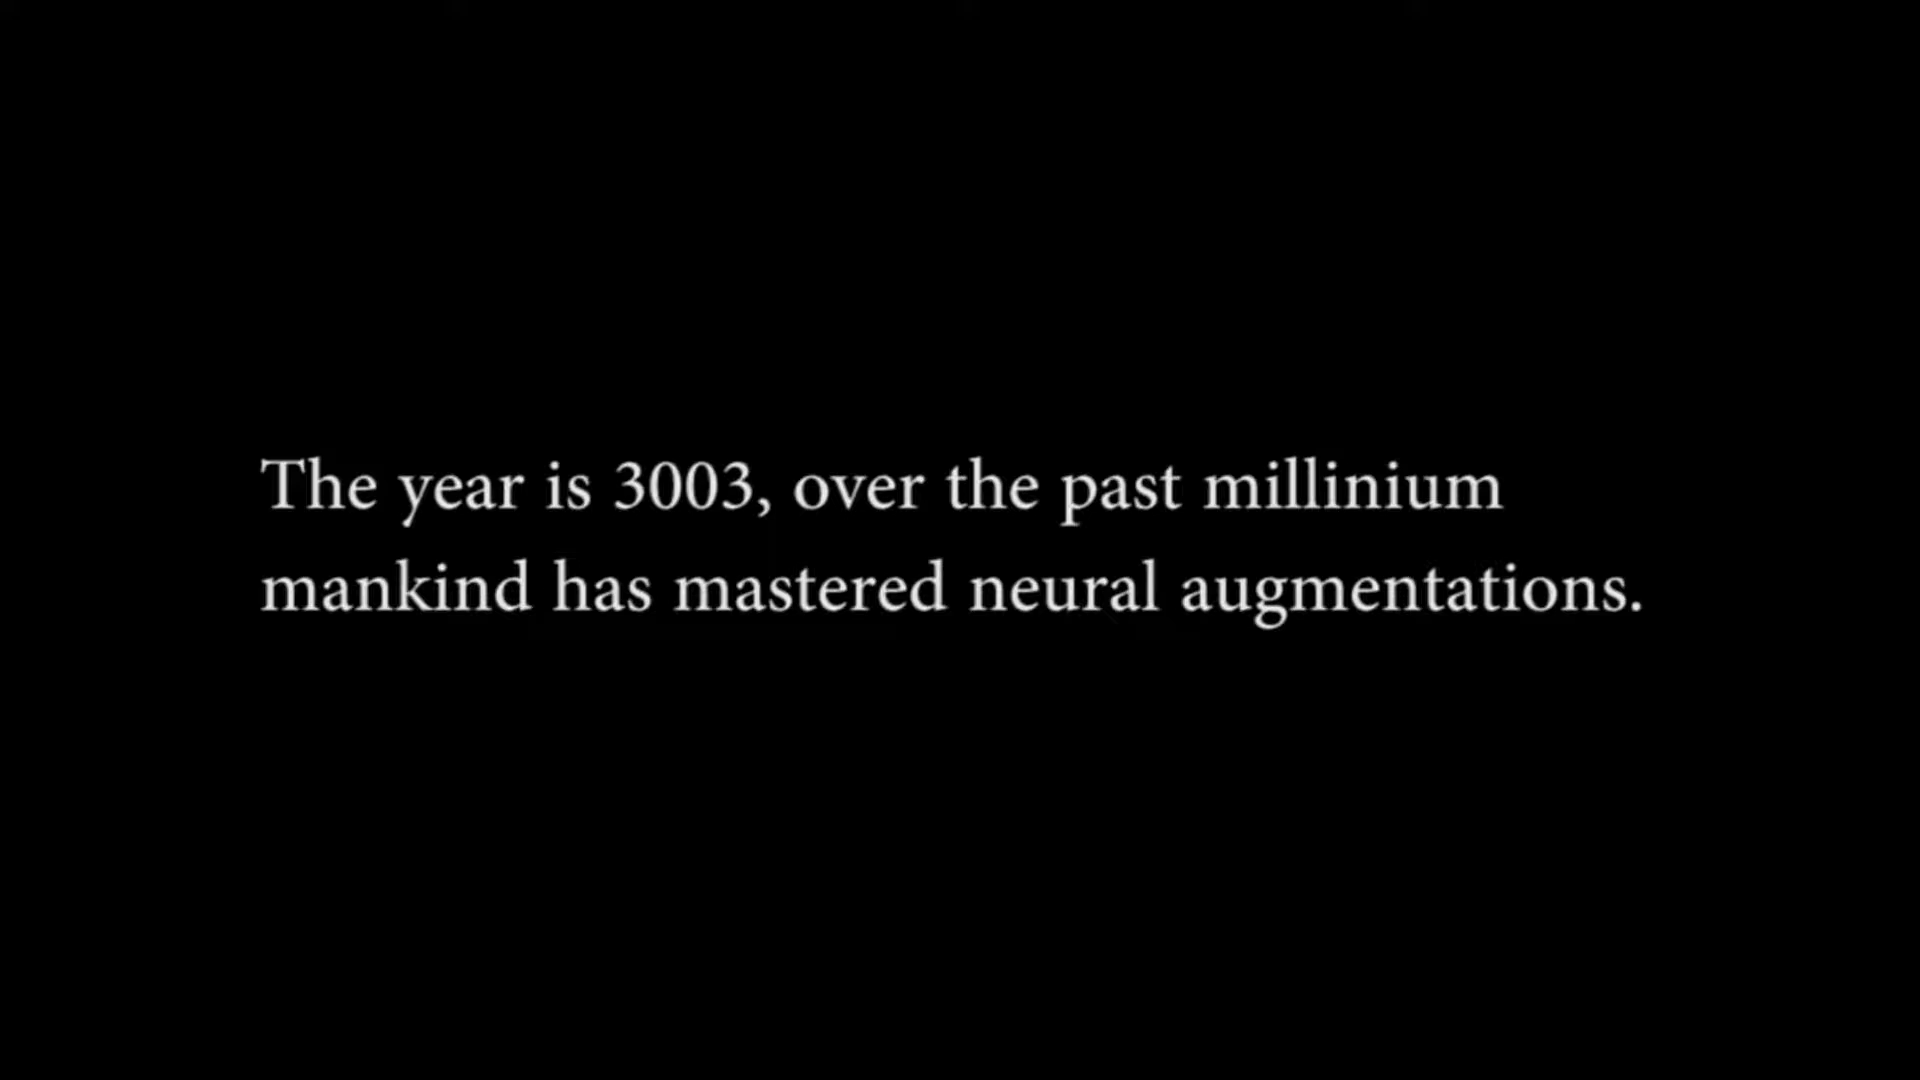 The year is 3003, over the past millinium
mankind has mastered neural augmentations.